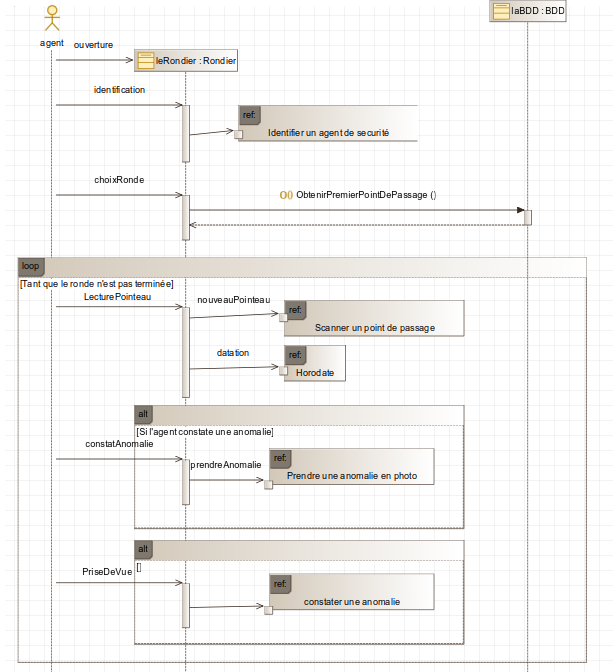 laBDD : BDD
agent
ouverture
leRondier : Rondier
identification
ref:
Identifier un agent de securité
choixRonde
O() ObtenirPremierPointDePassage ()
loop
[Tant que le ronde n'est pas terminée]
LecturePointeau
nouveauPointeau
ref:
Scanner un point de passage
datation
ref:
Horodate
alt
[Si l'agent constate une anomalie]
constatAnomalie
ref:
prendreAnomalie
Prendre une anomalie en photo
alt
[]
PriseDeVue
ref:
constater une anomalie